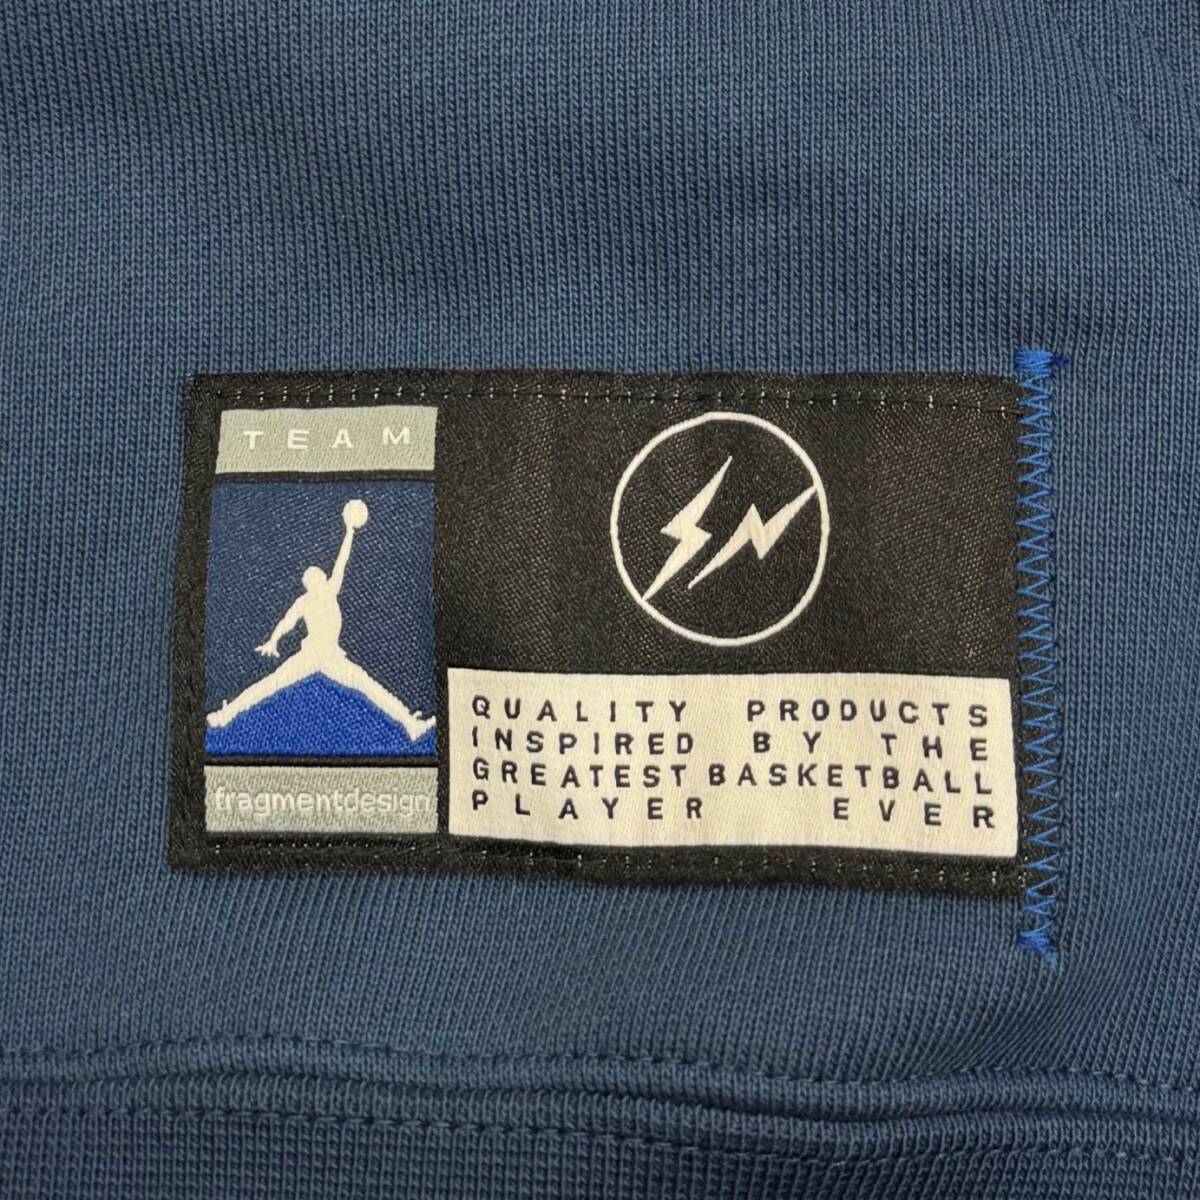 TEAM
fragmentdesign
QUALITY PRODUCTS
INSPIRED BY THE
GREATEST BASKETBALL
PLAYER EVER